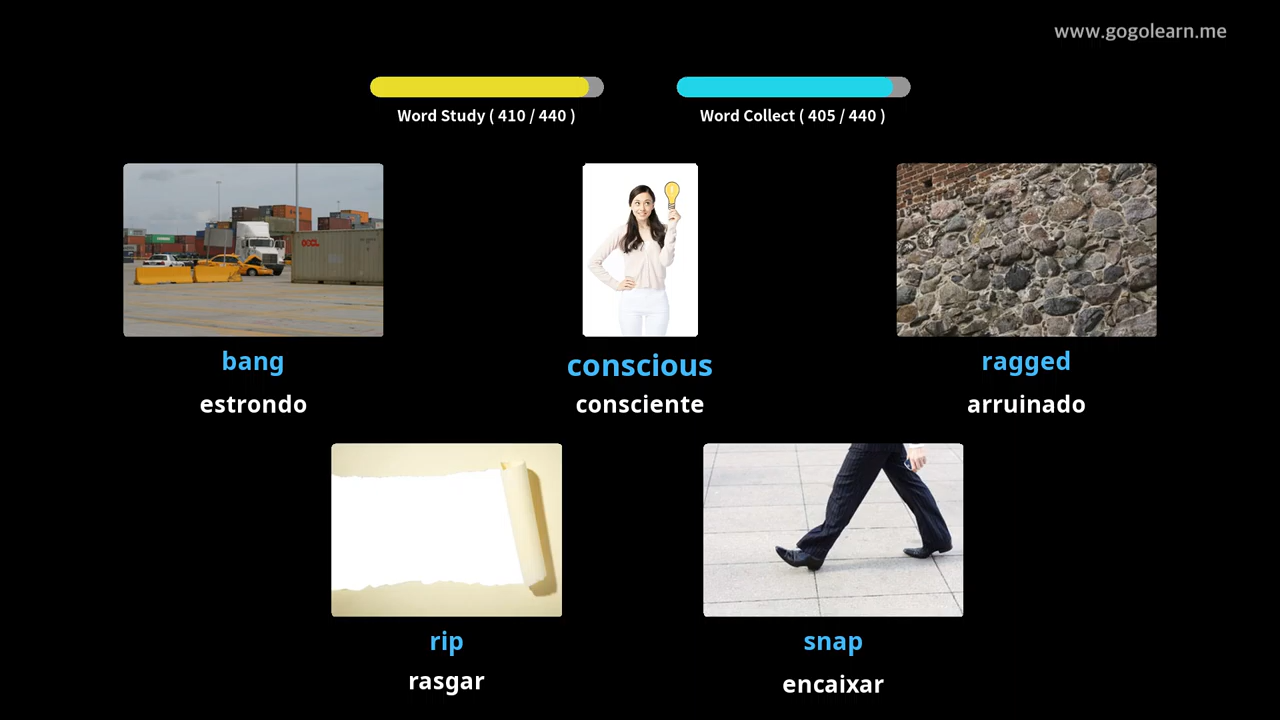 www.gogolearn.me
Word Study ( 410 / 440 )
Word Collect ( 405 / 440 )
OOCL
bang
estrondo
conscious
consciente
ragged
arruinado
rip
rasgar
snap
encaixar